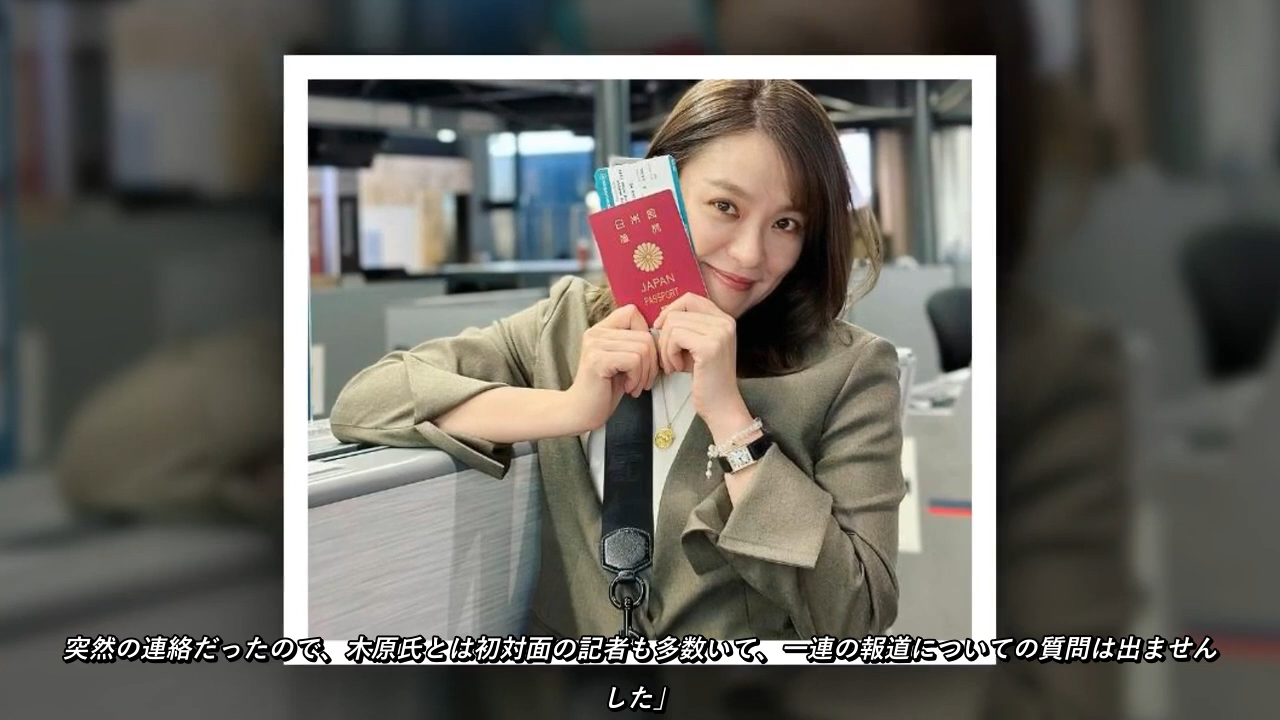 日本国
旅券
JAPAN
PASSPORT
突然の連絡だったので、木原氏とは初対面の記者も多数いて、一連の報道についての質問は出ません
でした」